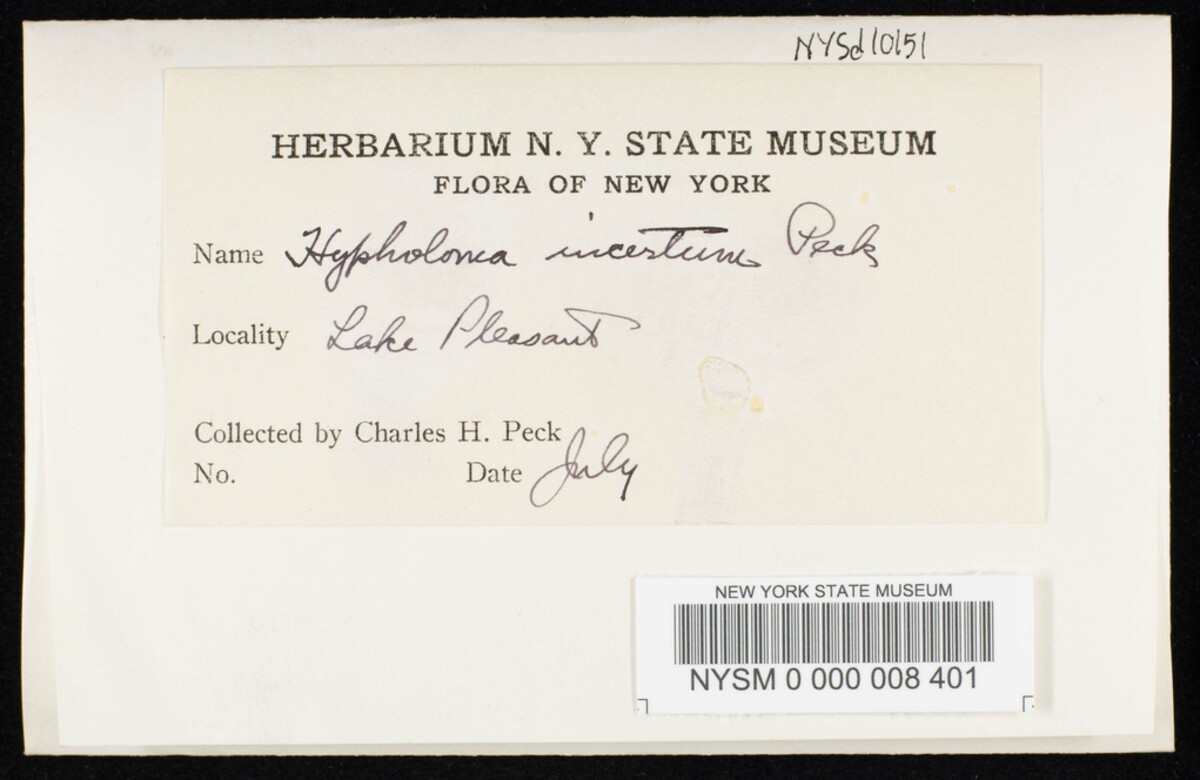 NYSd10151
HERBARIUM N. Y. STATE MUSEUM
FLORA OF NEW YORK
Name Hypholoma incertum Peck
Locality Lake Pleasant
Collected by Charles H. Peck
No. Date July
NEW YORK STATE MUSEUM
NYSM 0 000 008 401